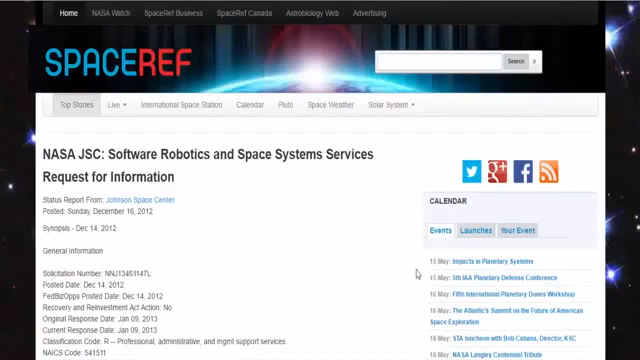 Home NASA Watch SpaceRef Business SpaceRef Canada Astrobiology Web Advertising
SPACEREF
Search x
Top Stories Live International Space Station Calendar Pluto Space Weather Solar System
NASA JSC: Software Robotics and Space Systems Services
Request for Information
Status Report From: Johnson Space Center
Posted: Sunday, December 16, 2012
Synopsis - Dec 14, 2012
General Information
Solicitation Number: NNJ13461147L
Posted Date: Dec 14, 2012
FedBizOpps Posted Date: Dec 14, 2012
Recovery and Reinvestment Act Action: No
Original Response Date: Jan 09, 2013
Current Response Date: Jan 09, 2013
Classification Code: R -- Professional, administrative, and mgmt support services
NAICS Code: 541511
g+
f
CALENDAR
Events Launches Your Event
15 May: Impacts in Planetary Systems
15 May: 5th IAA Planetary Defense Conference
16 May: Fifth International Planetary Dunes Workshop
16 May: The Atlantic's Summit on the Future of American
Space Exploration
18 May: STA luncheon with Bob Cabana, Director, KSC
18 May: NASA Langley Centennial Tribute